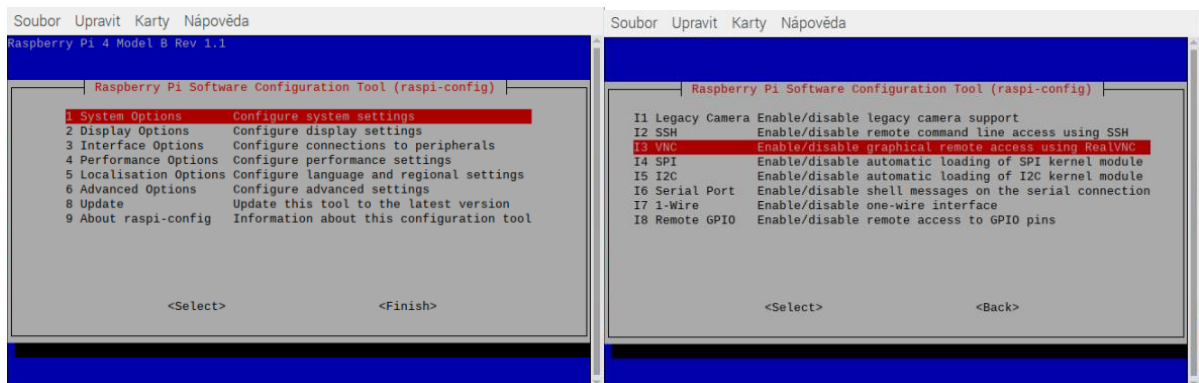 Soubor Upravit Karty Nápověda
Raspberry Pi 4 Model B Rev 1.1
Raspberry Pi Software Configuration Tool (raspi-config)
1 System Options Configure system settings
2 Display Options Configure display settings
3 Interface Options Configure connections to peripherals
4 Performance Options Configure performance settings
5 Localisation Options Configure language and regional settings
6 Advanced Options Configure advanced settings
8 Update Update this tool to the latest version
9 About raspi-config Information about this configuration tool
<Select> <Finish>
Soubor Upravit Karty Nápověda
Raspberry Pi Software Configuration Tool (raspi-config)
I1 Legacy Camera Enable/disable legacy camera support
I2 SSH Enable/disable remote command line access using SSH
I3 VNC Enable/disable graphical remote access using RealVNC
I4 SPI Enable/disable automatic loading of SPI kernel module
I5 I2C Enable/disable automatic loading of I2C kernel module
I6 Serial Port Enable/disable shell messages on the serial connection
I7 1-Wire Enable/disable one-wire interface
I8 Remote GPIO Enable/disable remote access to GPIO pins
<Select> <Back>